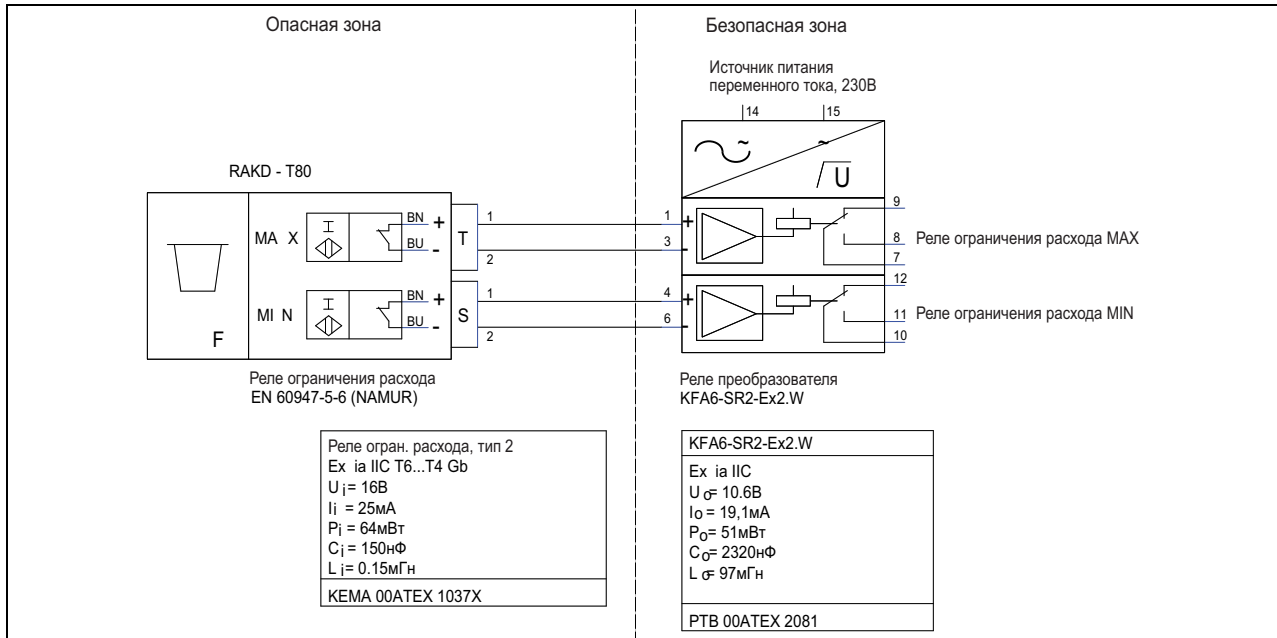 Опасная зона
Безопасная зона
Источник питания
переменного тока, 230В
14
15
~
~
U
RAKD - T80
MA X
I
BN +
BU -
T
1
2
MI N
I
BN +
BU -
S
1
2
F
1 +
3 -
4 +
6 -
9
8 Реле ограничения расхода MAX
7
12
11 Реле ограничения расхода MIN
10
Реле ограничения расхода
EN 60947-5-6 (NAMUR)
Реле преобразователя
KFA6-SR2-Ex2.W
Реле огран. расхода, тип 2
Ex ia IIC T6...T4 Gb
U i= 16В
Ii = 25мА
Pi = 64мВт
Ci = 150нФ
L i= 0.15мГн
KEMA 00ATEX 1037X
KFA6-SR2-Ex2.W
Ex ia IIC
U o= 10.6В
Io = 19,1мА
Po= 51мВт
Co= 2320нФ
L o= 97мГн
PTB 00ATEX 2081